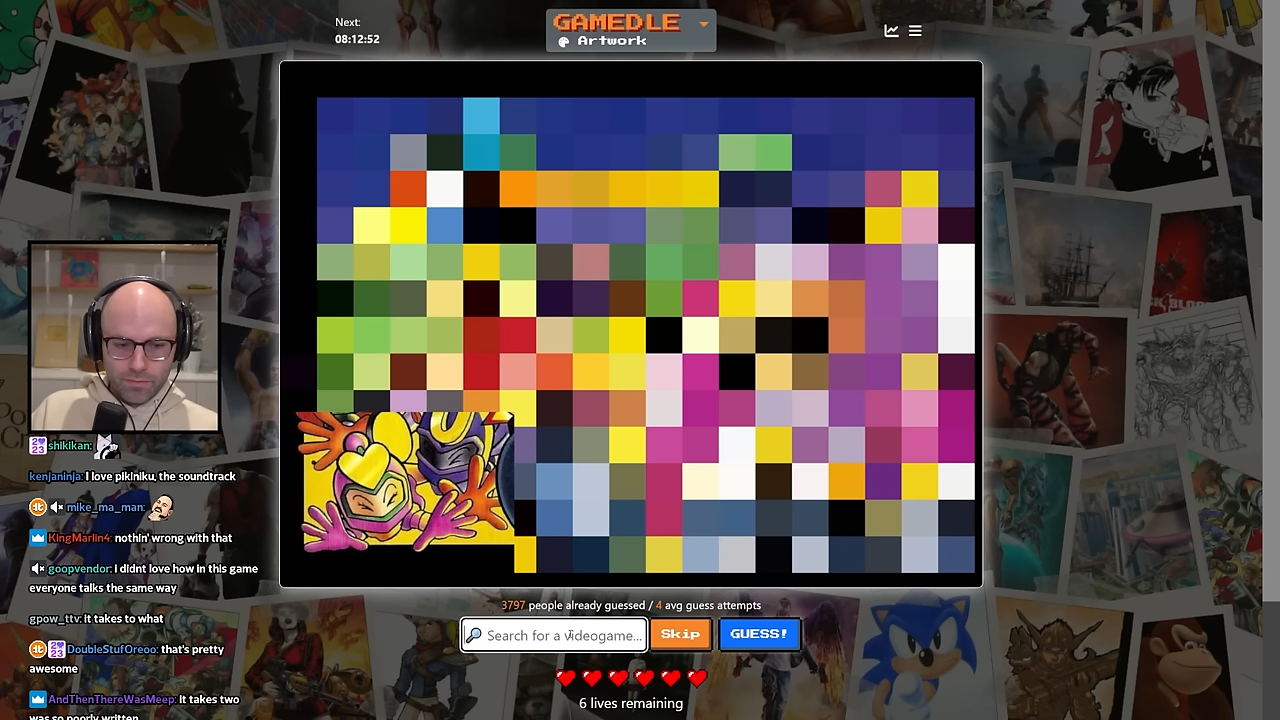 Next:
08:12:52
GAMEDLE
Artwork
shikikan:
kenjaninja: I love pikiniku, the soundtrack
mike_ma_man:
KingMarlin4: nothin' wrong with that
goopvendor: I didnt love how in this game
everyone talks the same way
gpow_ttv: it takes to what
DoubleStufOreoo: that's pretty
awesome
AndThenThereWasMeep: It takes two
was so poorly written
3797 people already guessed / 4 avg guess attempts
Search for a videogame...
Skip
GUESS!
6 lives remaining